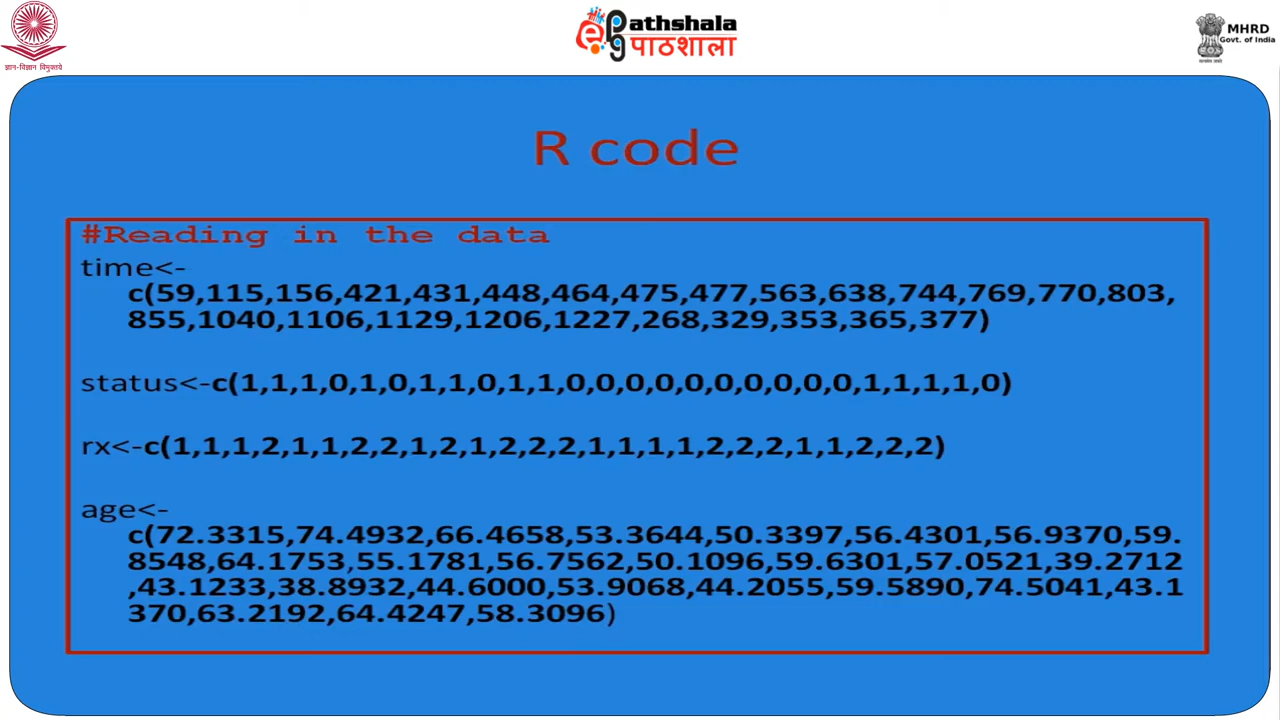 ज्ञान-विज्ञान विमुक्तये
ePathshala
पाठशाला
MHRD
Govt. of India
R code
#Reading in the data
time<-
c(59,115,156,421,431,448,464,475,477,563,638,744,769,770,803,
855,1040,1106,1129,1206,1227,268,329,353,365,377)
status<-c(1,1,1,0,1,0,1,1,0,1,1,0,0,0,0,0,0,0,0,0,0,1,1,1,1,0)
rx<-c(1,1,1,2,1,1,2,2,1,2,1,2,2,2,1,1,1,1,2,2,2,1,1,2,2,2)
age<-
c(72.3315,74.4932,66.4658,53.3644,50.3397,56.4301,56.9370,59.
8548,64.1753,55.1781,56.7562,50.1096,59.6301,57.0521,39.2712
,43.1233,38.8932,44.6000,53.9068,44.2055,59.5890,74.5041,43.1
370,63.2192,64.4247,58.3096)